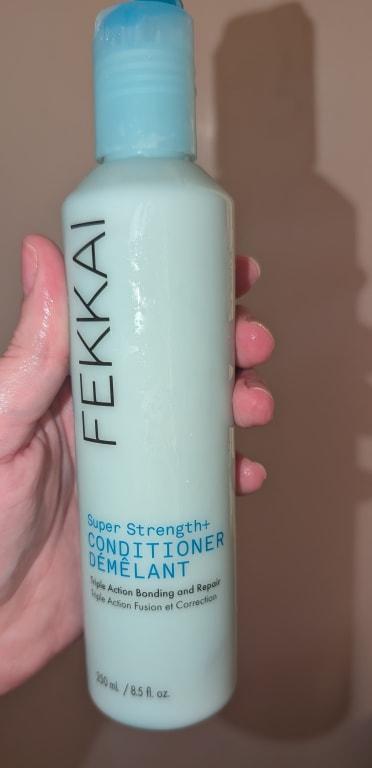 FEKKAI
Super Strength+
CONDITIONER
DÉMÊLANT
Triple Action Bonding and Repair
Triple Action Fusion et Correction
250 mL / 8.5 fl. oz.